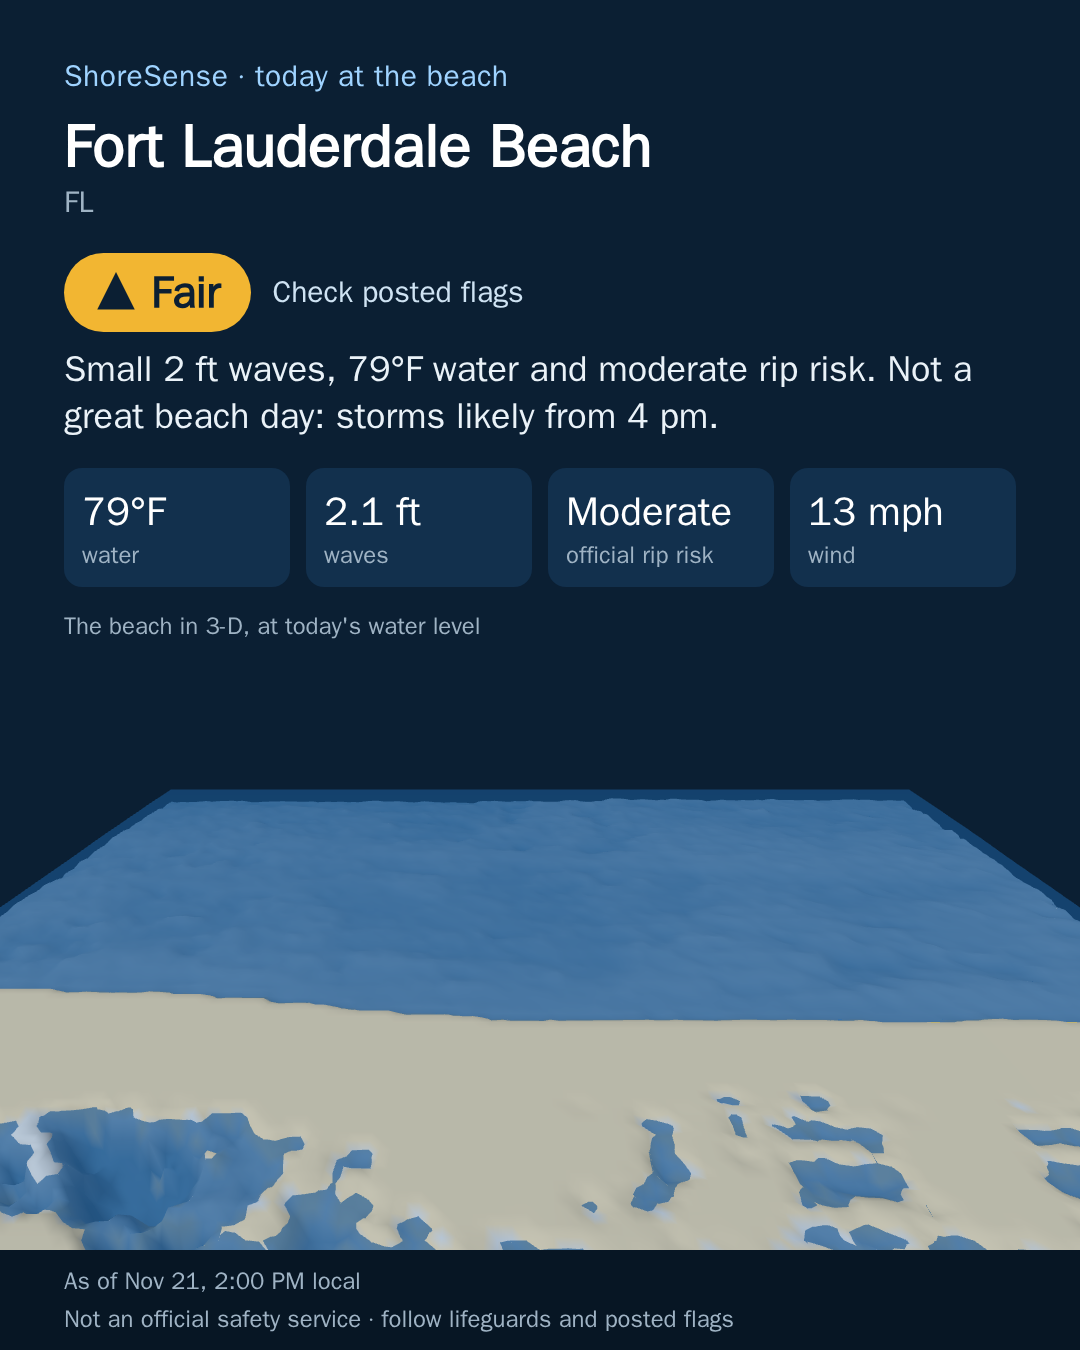 ShoreSense · today at the beach
Fort Lauderdale Beach
FL
Fair
Check posted flags
Small 2 ft waves, 79°F water and moderate rip risk. Not a
great beach day: storms likely from 4 pm.
79°F
water
2.1 ft
waves
Moderate
official rip risk
13 mph
wind
The beach in 3-D, at today's water level
As of Nov 21, 2:00 PM local
Not an official safety service · follow lifeguards and posted flags